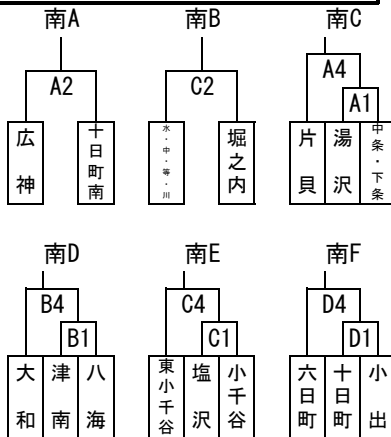 南A
南B
南C
A2
C2
A4
A1
広神
十日町南
水・中・等・川
堀之内
片貝
湯沢
中条・下条
南D
南E
南F
B4
C4
D4
B1
C1
D1
大和
津南
八海
東小千谷
塩沢
小千谷
六日町
十日町
小出